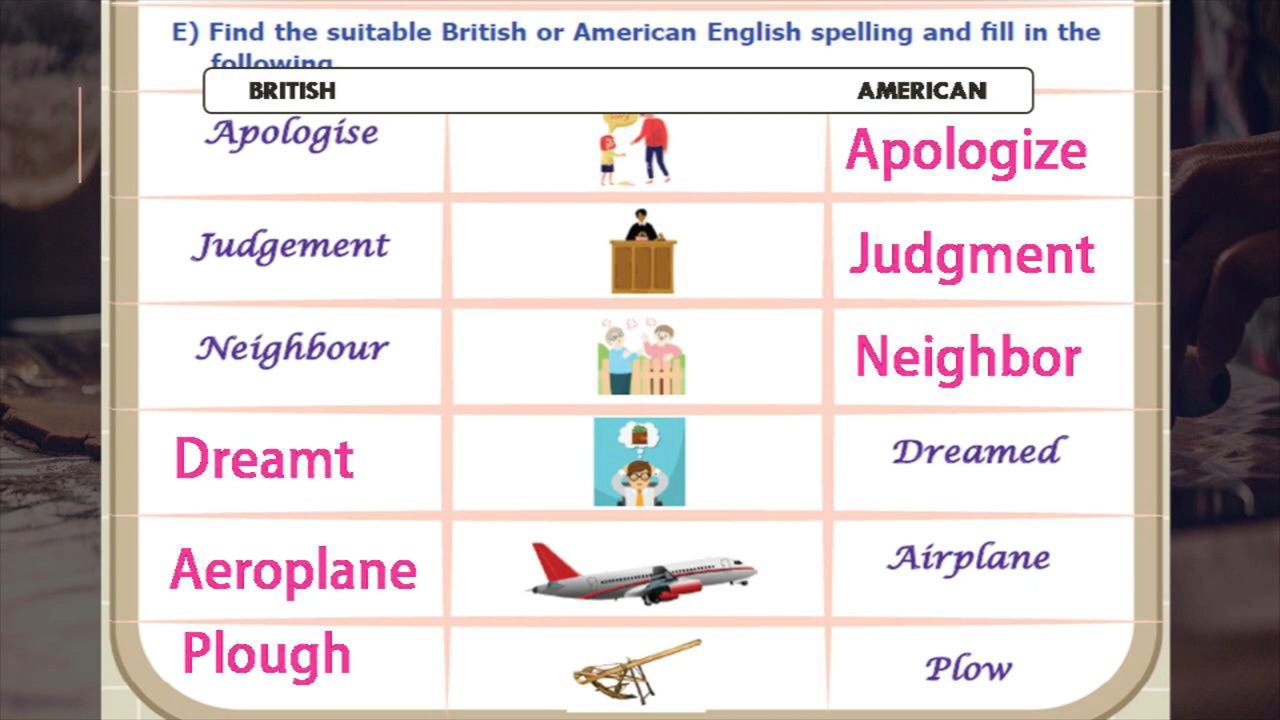 E) Find the suitable British or American English spelling and fill in the
following
BRITISH AMERICAN
Apologise Apologize
Judgement Judgment
Neighbour Neighbor
Dreamt Dreamed
Aeroplane Airplane
Plough Plow